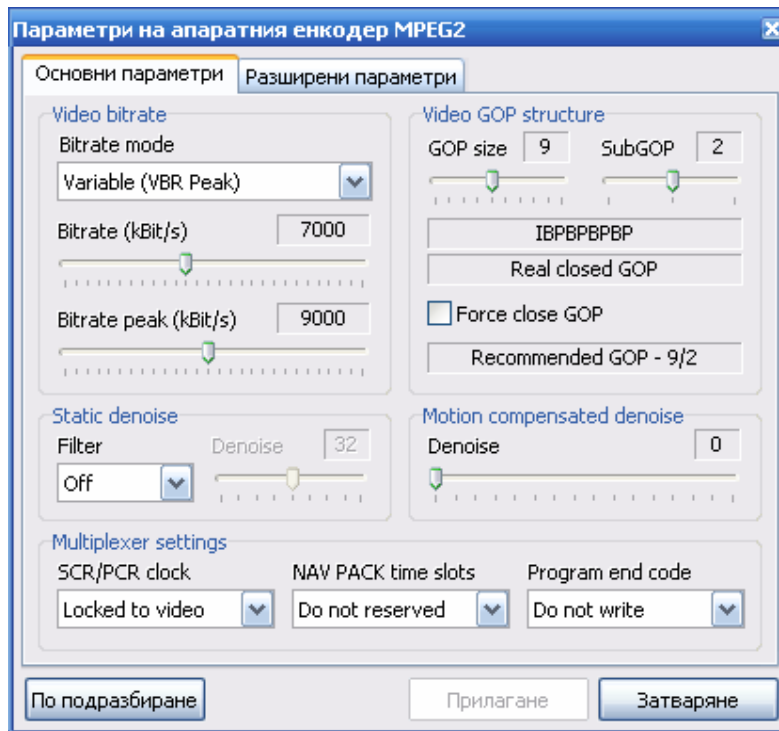 Параметри на апаратния енкодер MPEG2
Основни параметри
Разширени параметри
Video bitrate
Bitrate mode
Variable (VBR Peak)
Bitrate (kBit/s)
7000
Bitrate peak (kBit/s)
9000
Video GOP structure
GOP size
9
SubGOP
2
IBPBPBPBP
Real closed GOP
Force close GOP
Recommended GOP - 9/2
Static denoise
Filter
Denoise
32
Off
Motion compensated denoise
Denoise
0
Multiplexer settings
SCR/PCR clock
Locked to video
NAV PACK time slots
Do not reserved
Program end code
Do not write
По подразбиране
Прилагане
Затваряне